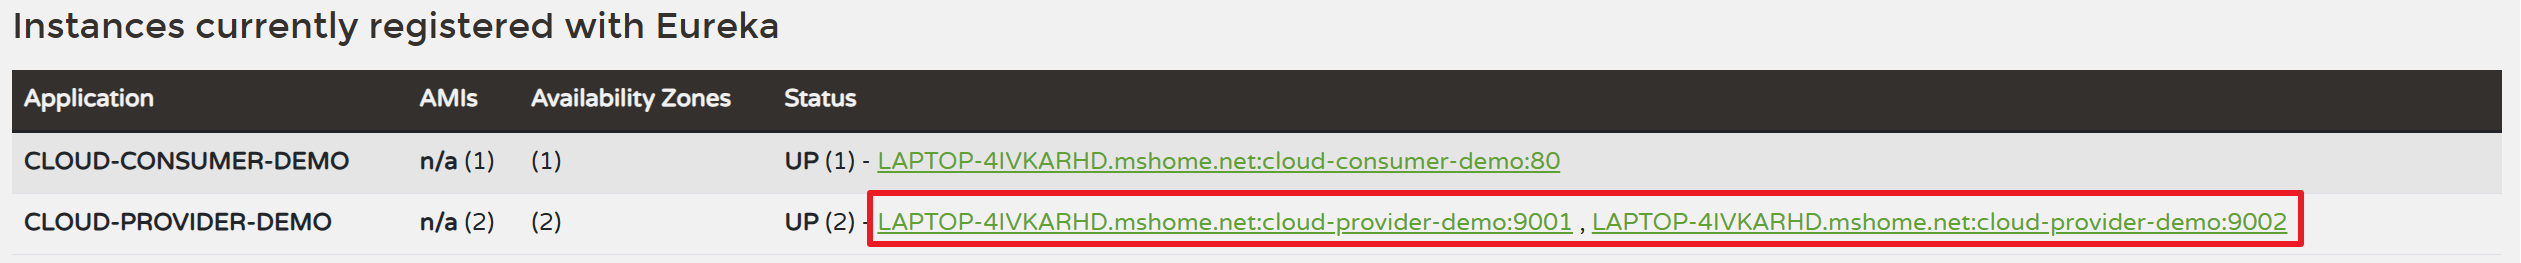 Instances currently registered with Eureka
Application AMIs Availability Zones Status
CLOUD-CONSUMER-DEMO n/a (1) (1) UP (1) - LAPTOP-4IVKARHD.mshome.net:cloud-consumer-demo:80
CLOUD-PROVIDER-DEMO n/a (2) (2) UP (2) - LAPTOP-4IVKARHD.mshome.net:cloud-provider-demo:9001 , LAPTOP-4IVKARHD.mshome.net:cloud-provider-demo:9002